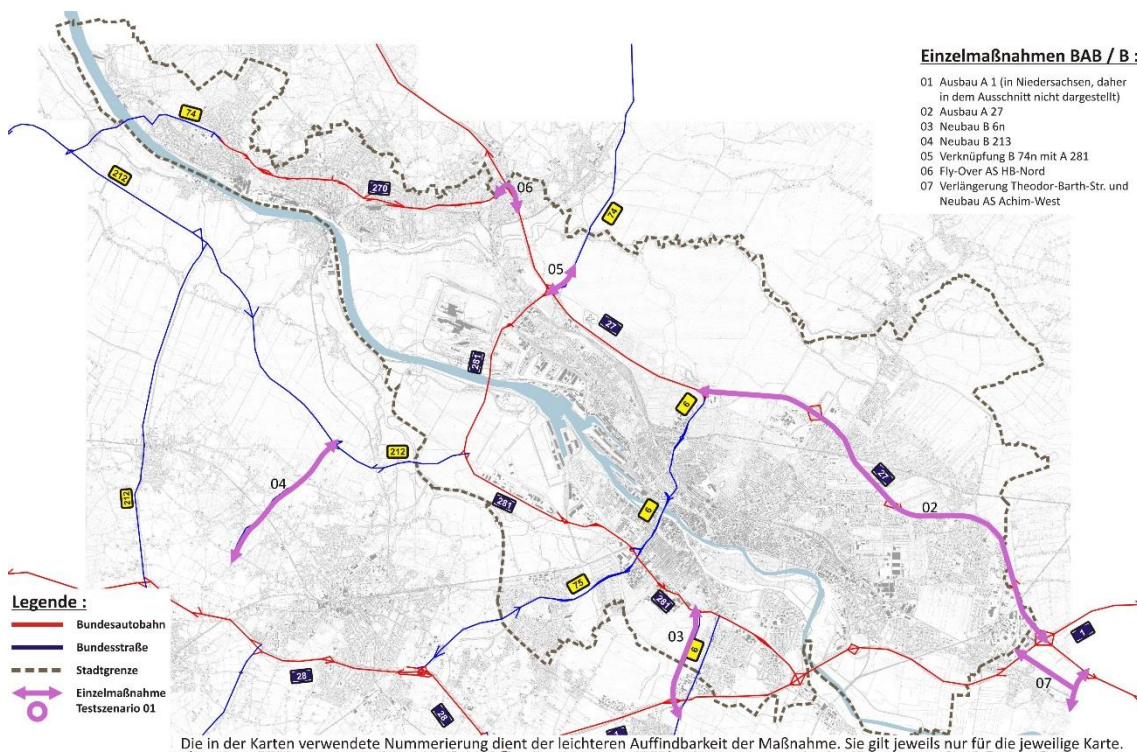 Einzelmaßnahmen BAB / B :
01 Ausbau A 1 (in Niedersachsen, daher
in dem Ausschnitt nicht dargestellt)
02 Ausbau A 27
03 Neubau B 6n
04 Neubau B 213
05 Verknüpfung B 74n mit A 281
06 Fly-Over AS HB-Nord
07 Verlängerung Theodor-Barth-Str. und
Neubau AS Achim-West
74
212
270
06
74
05
27
281
6
212
04
212
281
27
02
6
75
281
03
6
1
07
28
28
Legende :
Bundesautobahn
Bundesstraße
Stadtgrenze
Einzelmaßnahme
Testszenario 01
Die in der Karten verwendete Nummerierung dient der leichteren Auffindbarkeit der Maßnahme. Sie gilt jeweils nur für die jeweilige Karte.